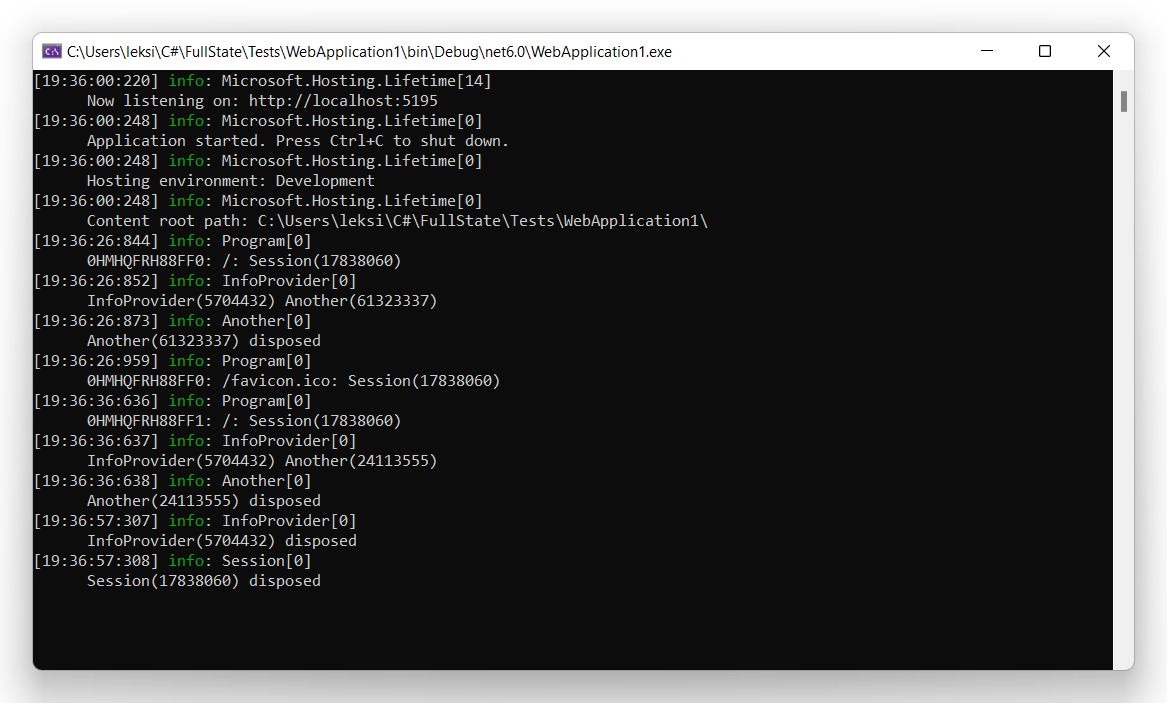 C:\Users\leksi\C#\FullState\Tests\WebApplication1\bin\Debug\net6.0\WebApplication1.exe
[19:36:00:220] info: Microsoft.Hosting.Lifetime[14]
      Now listening on: http://localhost:5195
[19:36:00:248] info: Microsoft.Hosting.Lifetime[0]
      Application started. Press Ctrl+C to shut down.
[19:36:00:248] info: Microsoft.Hosting.Lifetime[0]
      Hosting environment: Development
[19:36:00:248] info: Microsoft.Hosting.Lifetime[0]
      Content root path: C:\Users\leksi\C#\FullState\Tests\WebApplication1\
[19:36:26:844] info: Program[0]
      0HMHQFRH88FF0: /: Session(17838060)
[19:36:26:852] info: InfoProvider[0]
      InfoProvider(5704432) Another(61323337)
[19:36:26:873] info: Another[0]
      Another(61323337) disposed
[19:36:26:959] info: Program[0]
      0HMHQFRH88FF0: /favicon.ico: Session(17838060)
[19:36:36:636] info: Program[0]
      0HMHQFRH88FF1: /: Session(17838060)
[19:36:36:637] info: InfoProvider[0]
      InfoProvider(5704432) Another(24113555)
[19:36:36:638] info: Another[0]
      Another(24113555) disposed
[19:36:57:307] info: InfoProvider[0]
      InfoProvider(5704432) disposed
[19:36:57:308] info: Session[0]
      Session(17838060) disposed